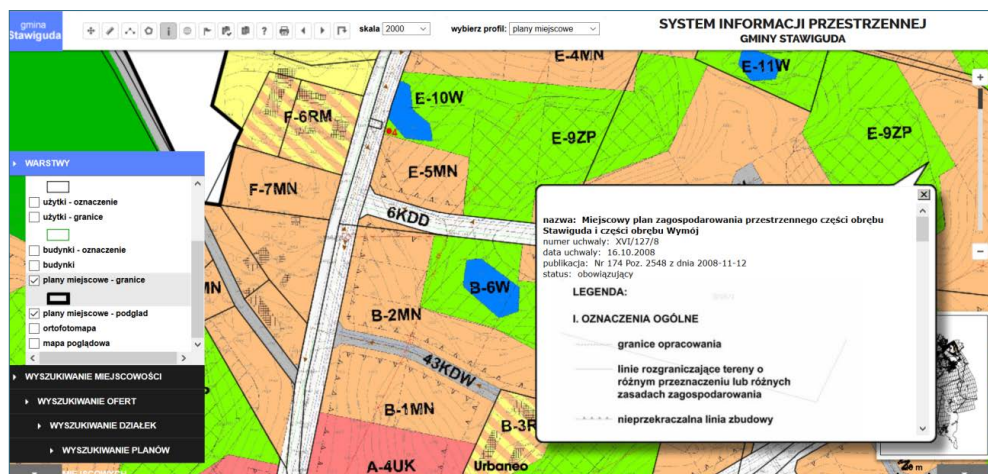 gmina
Stawiguda
skala 2000
wybierz profil: plany miejscowe
SYSTEM INFORMACJI PRZESTRZENNEJ
GMINY STAWIGUDA
E-4MN
E-11W
E-10W
F-6RM
E-9ZP
E-9ZP
E-5MN
F-7MN
6KDD
B-6W
B-2MN
43KDW
B-1MN
A-4UK
Urbaneo
WARSTWY
użytki - oznaczenie
użytki - granice
budynki - oznaczenie
budynki
plany miejscowe - granice
plany miejscowe - podgląd
ortofotomapa
mapa poglądowa
WYSZUKIWANIE MIEJSCOWOŚCI
WYSZUKIWANIE OFERT
WYSZUKIWANIE DZIAŁEK
WYSZUKIWANIE PLANÓW
MIEJSCOWYCH
nazwa: Miejscowy plan zagospodarowania przestrzennego części obrębu
Stawiguda i części obrębu Wymój
numer uchwały: XVI/127/8
data uchwały: 16.10.2008
publikacja: Nr 174 Poz. 2548 z dnia 2008-11-12
status: obowiązujący
LEGENDA:
I. OZNACZENIA OGÓLNE
granice opracowania
linie rozgraniczające tereny o
różnym przeznaczeniu lub różnych
zasadach zagospodarowania
nieprzekraczalna linia zbudowy